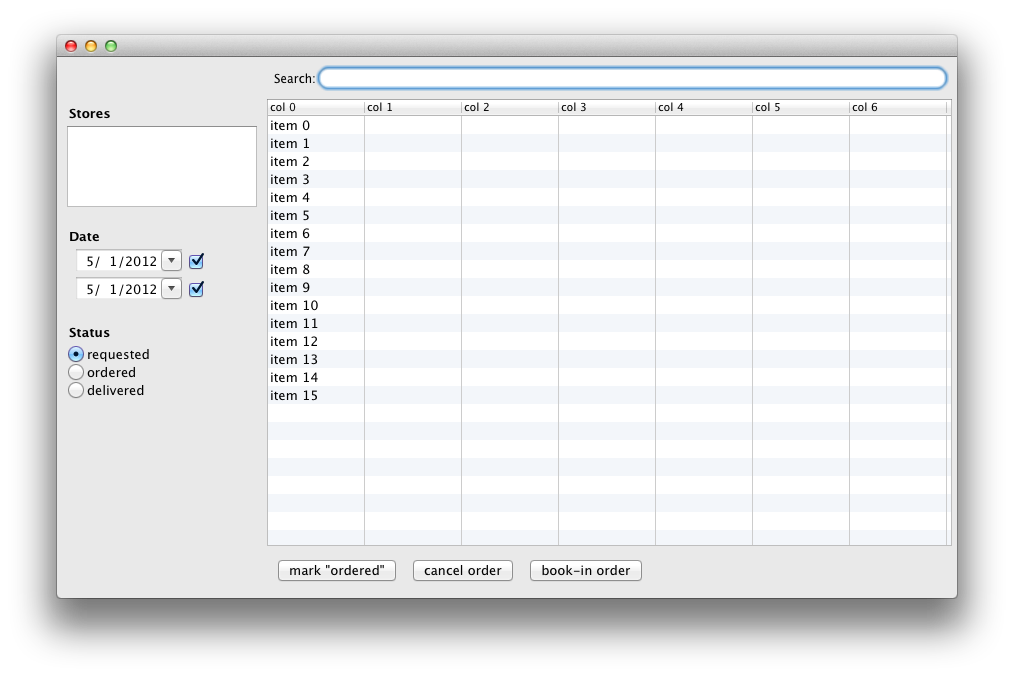 Search:
Stores
Date
5/ 1/2012
5/ 1/2012
Status
requested
ordered
delivered
col 0 col 1 col 2 col 3 col 4 col 5 col 6
item 0
item 1
item 2
item 3
item 4
item 5
item 6
item 7
item 8
item 9
item 10
item 11
item 12
item 13
item 14
item 15
mark "ordered" cancel order book-in order